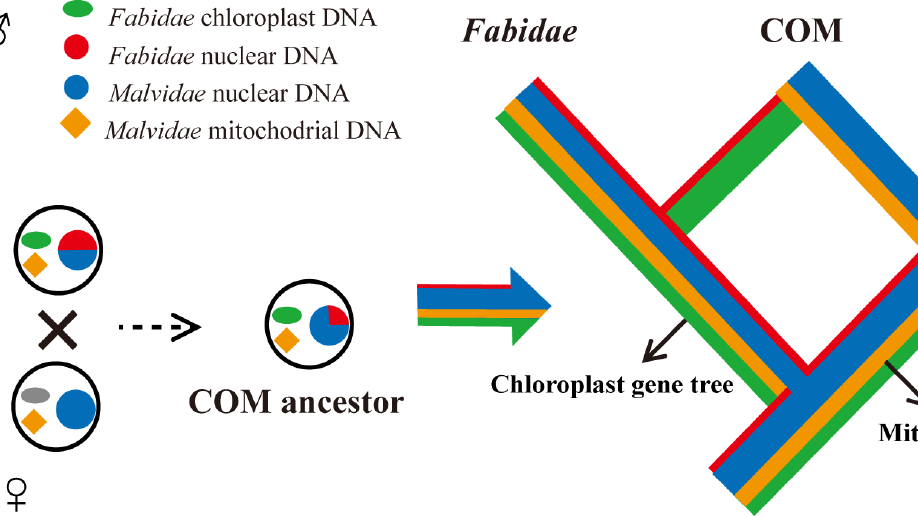 Fabidae chloroplast DNA
Fabidae nuclear DNA
Malvidae nuclear DNA
Malvidae mitochodrial DNA
Fabidae
COM
COM ancestor
Chloroplast gene tree
Mit
♂
♀